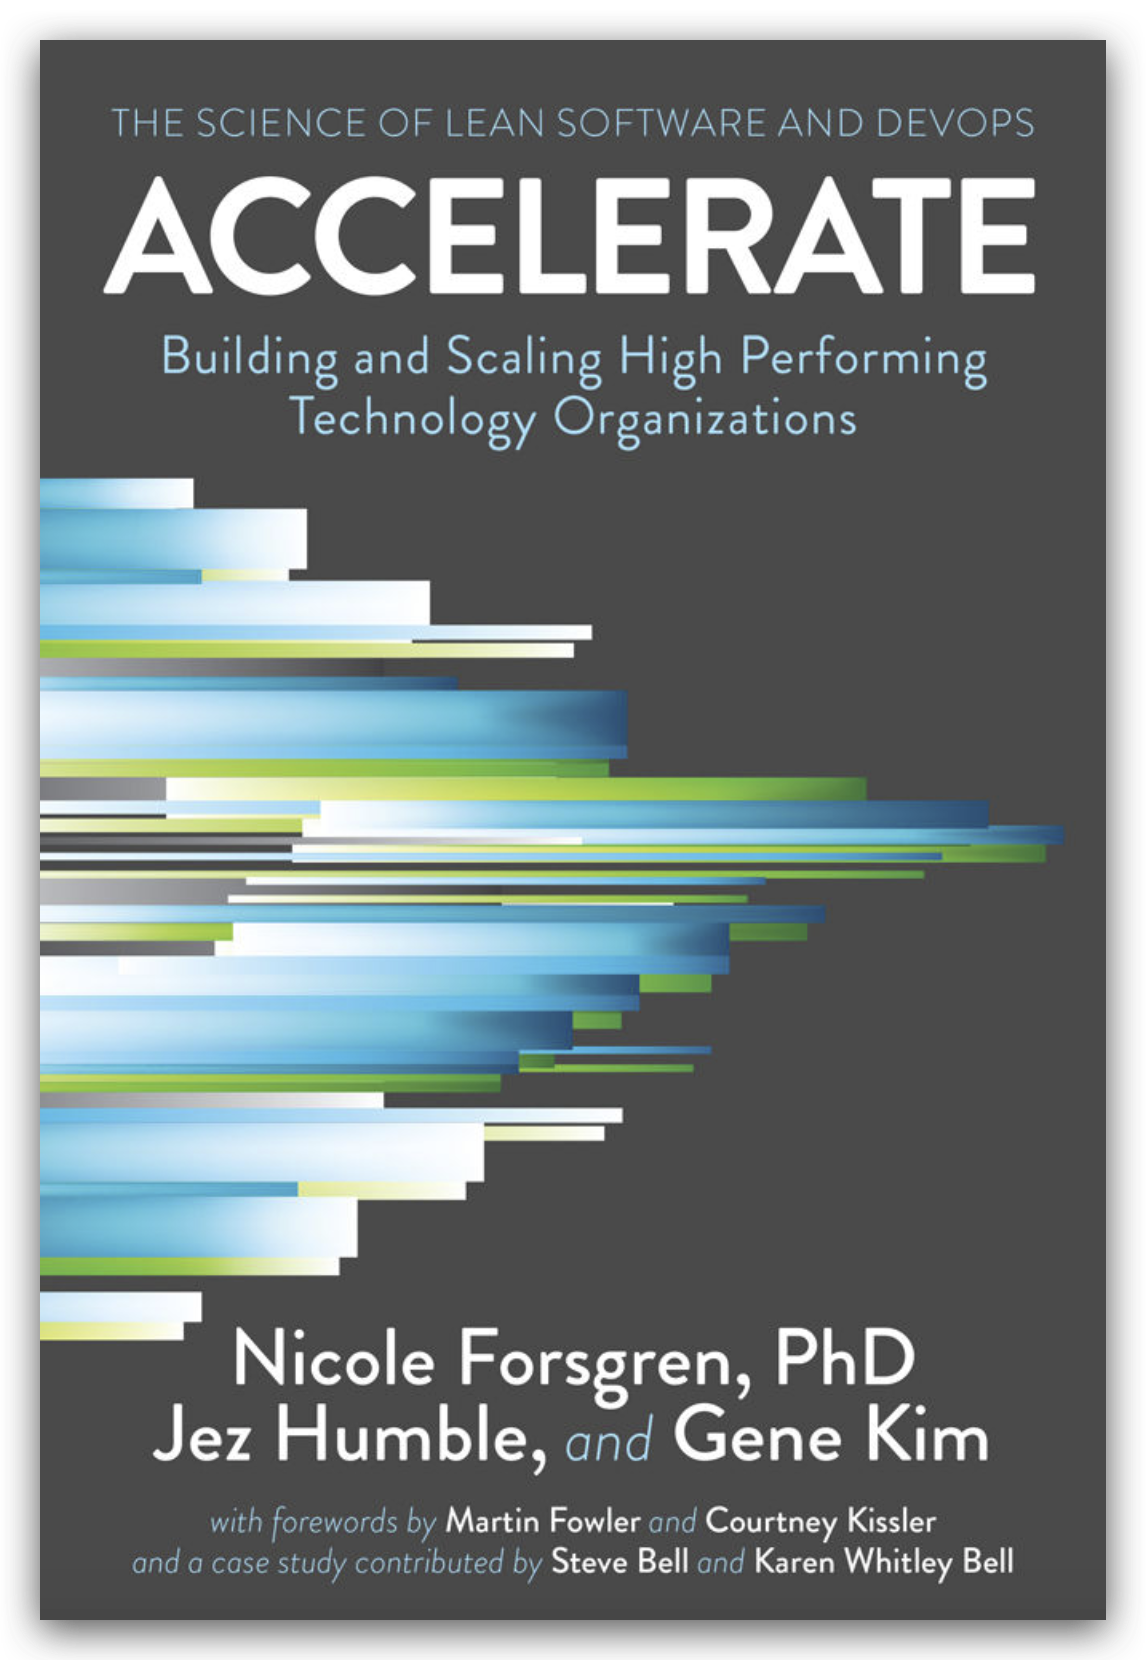 THE SCIENCE OF LEAN SOFTWARE AND DEVOPS
ACCELERATE
Building and Scaling High Performing
Technology Organizations
Nicole Forsgren, PhD
Jez Humble, and Gene Kim
with forewords by Martin Fowler and Courtney Kissler
and a case study contributed by Steve Bell and Karen Whitley Bell